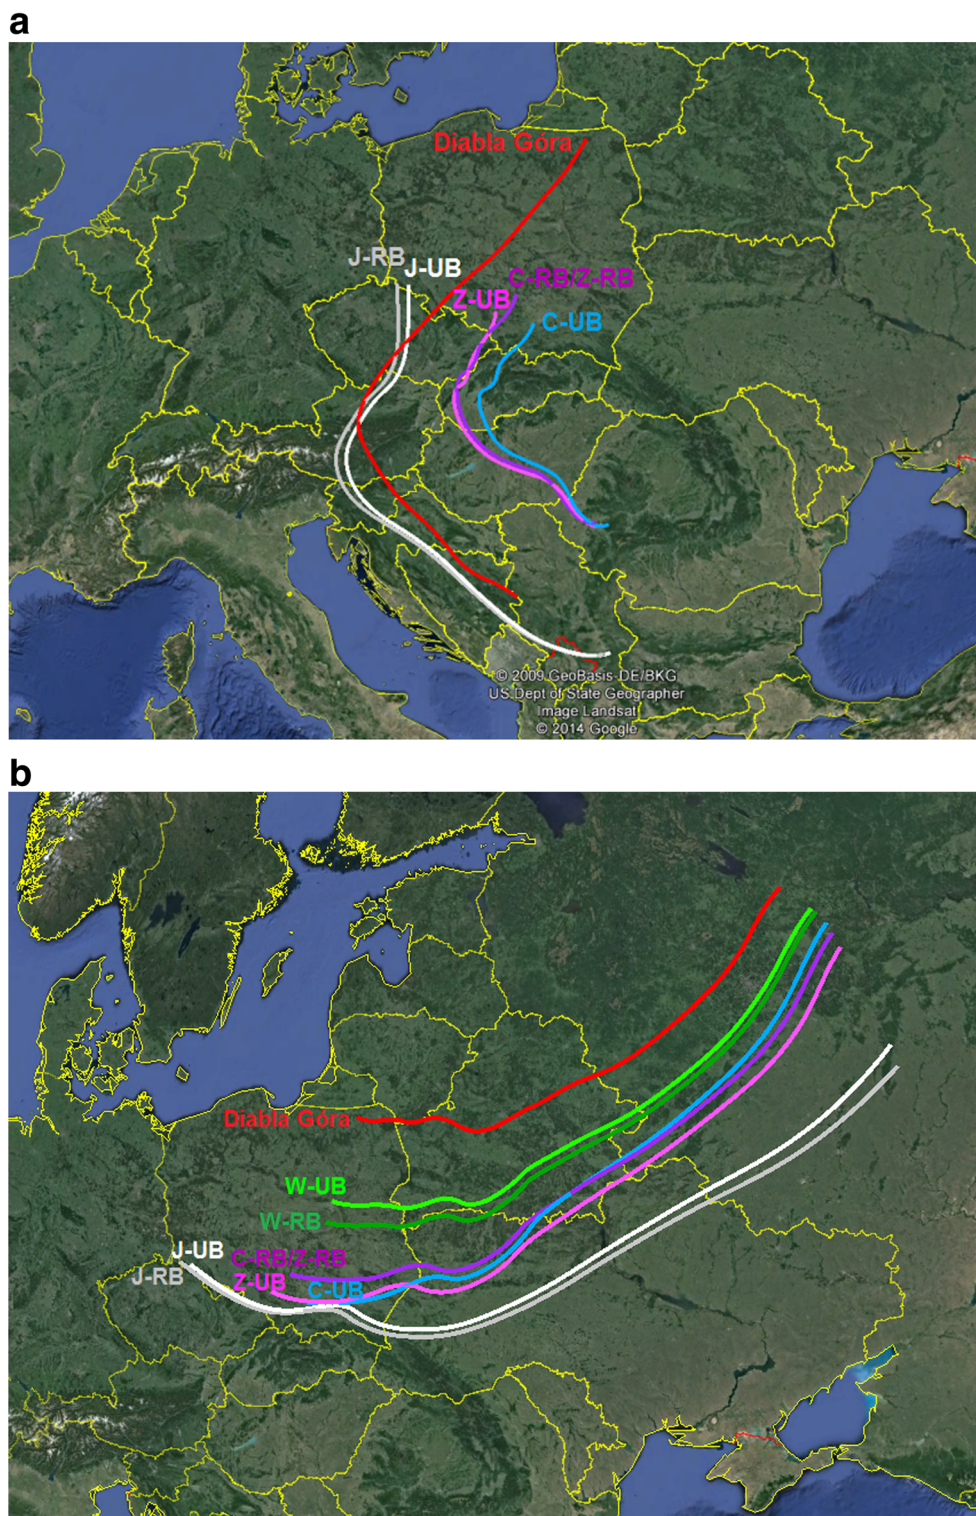 a
Diabla Góra
J-RB
J-UB
C-RB/Z-RB
Z-UB
C-UB
© 2009 GeoBasis-DE/BKG
US Dept of State Geographer
Image Landsat
© 2014 Google
b
Diabla Góra
W-UB
W-RB
J-UB
C-RB/Z-RB
J-RB
Z-UB
C-UB